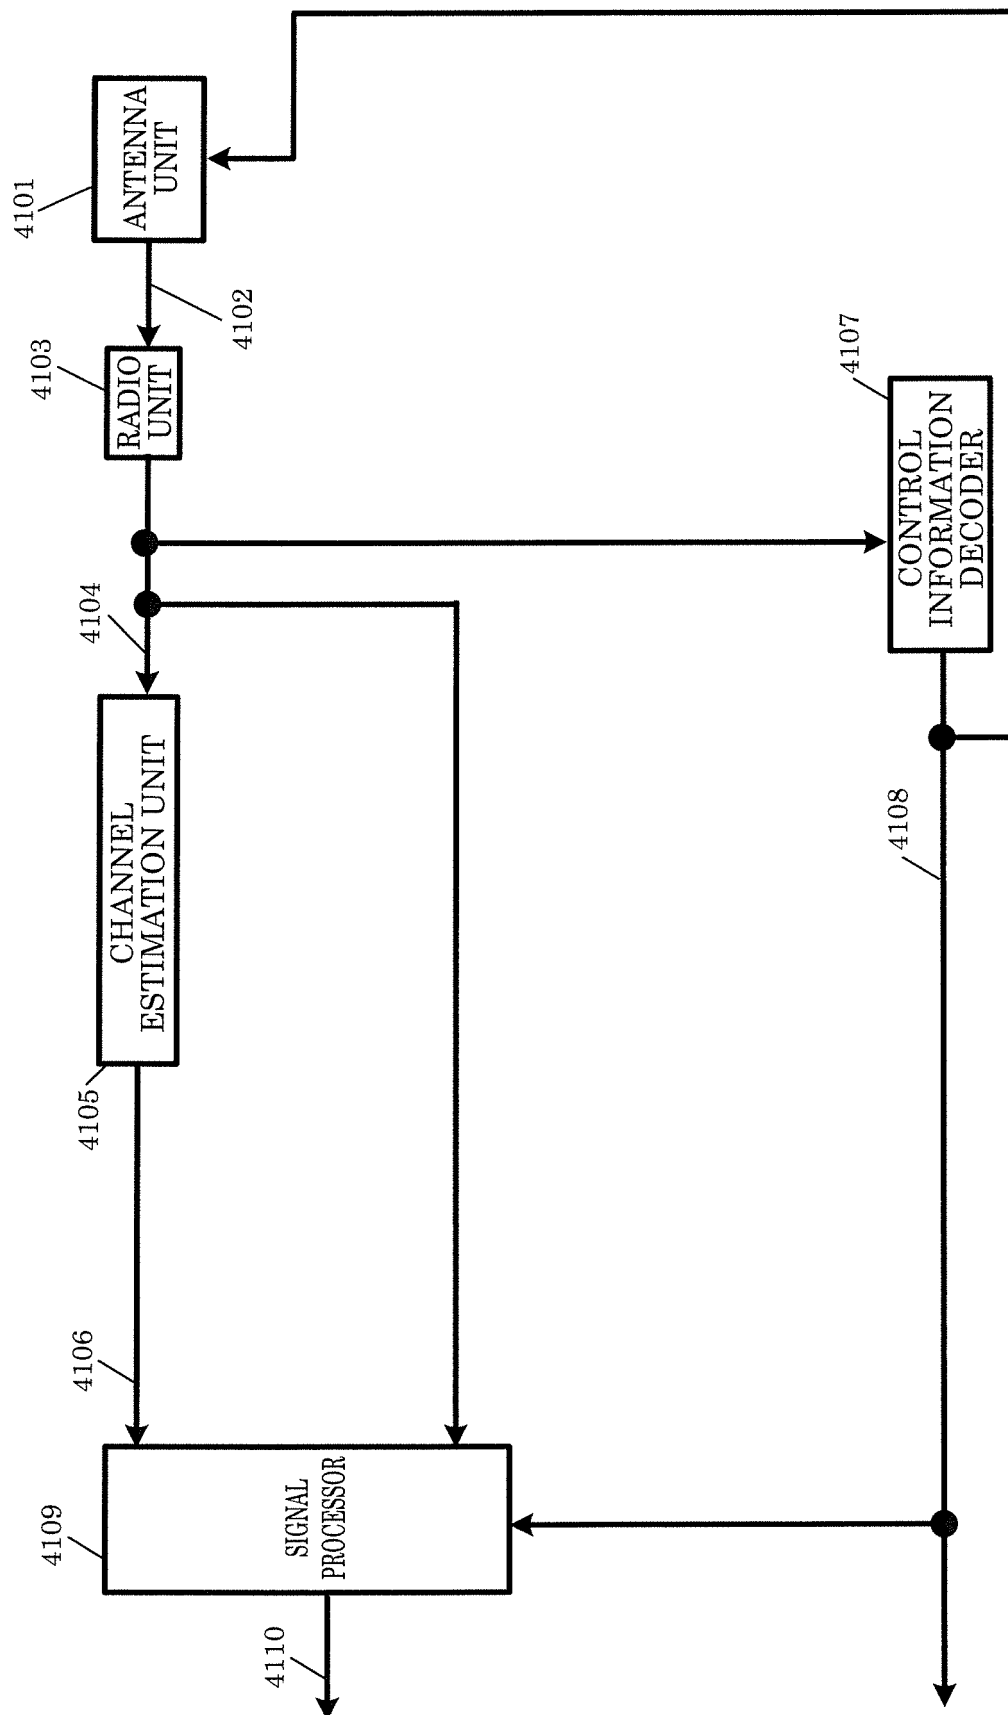 4101
ANTENNA
UNIT
4102
4103
RADIO
UNIT
4104
4105
CHANNEL
ESTIMATION UNIT
4106
4107
CONTROL
INFORMATION
DECODER
4108
4109
SIGNAL
PROCESSOR
4110